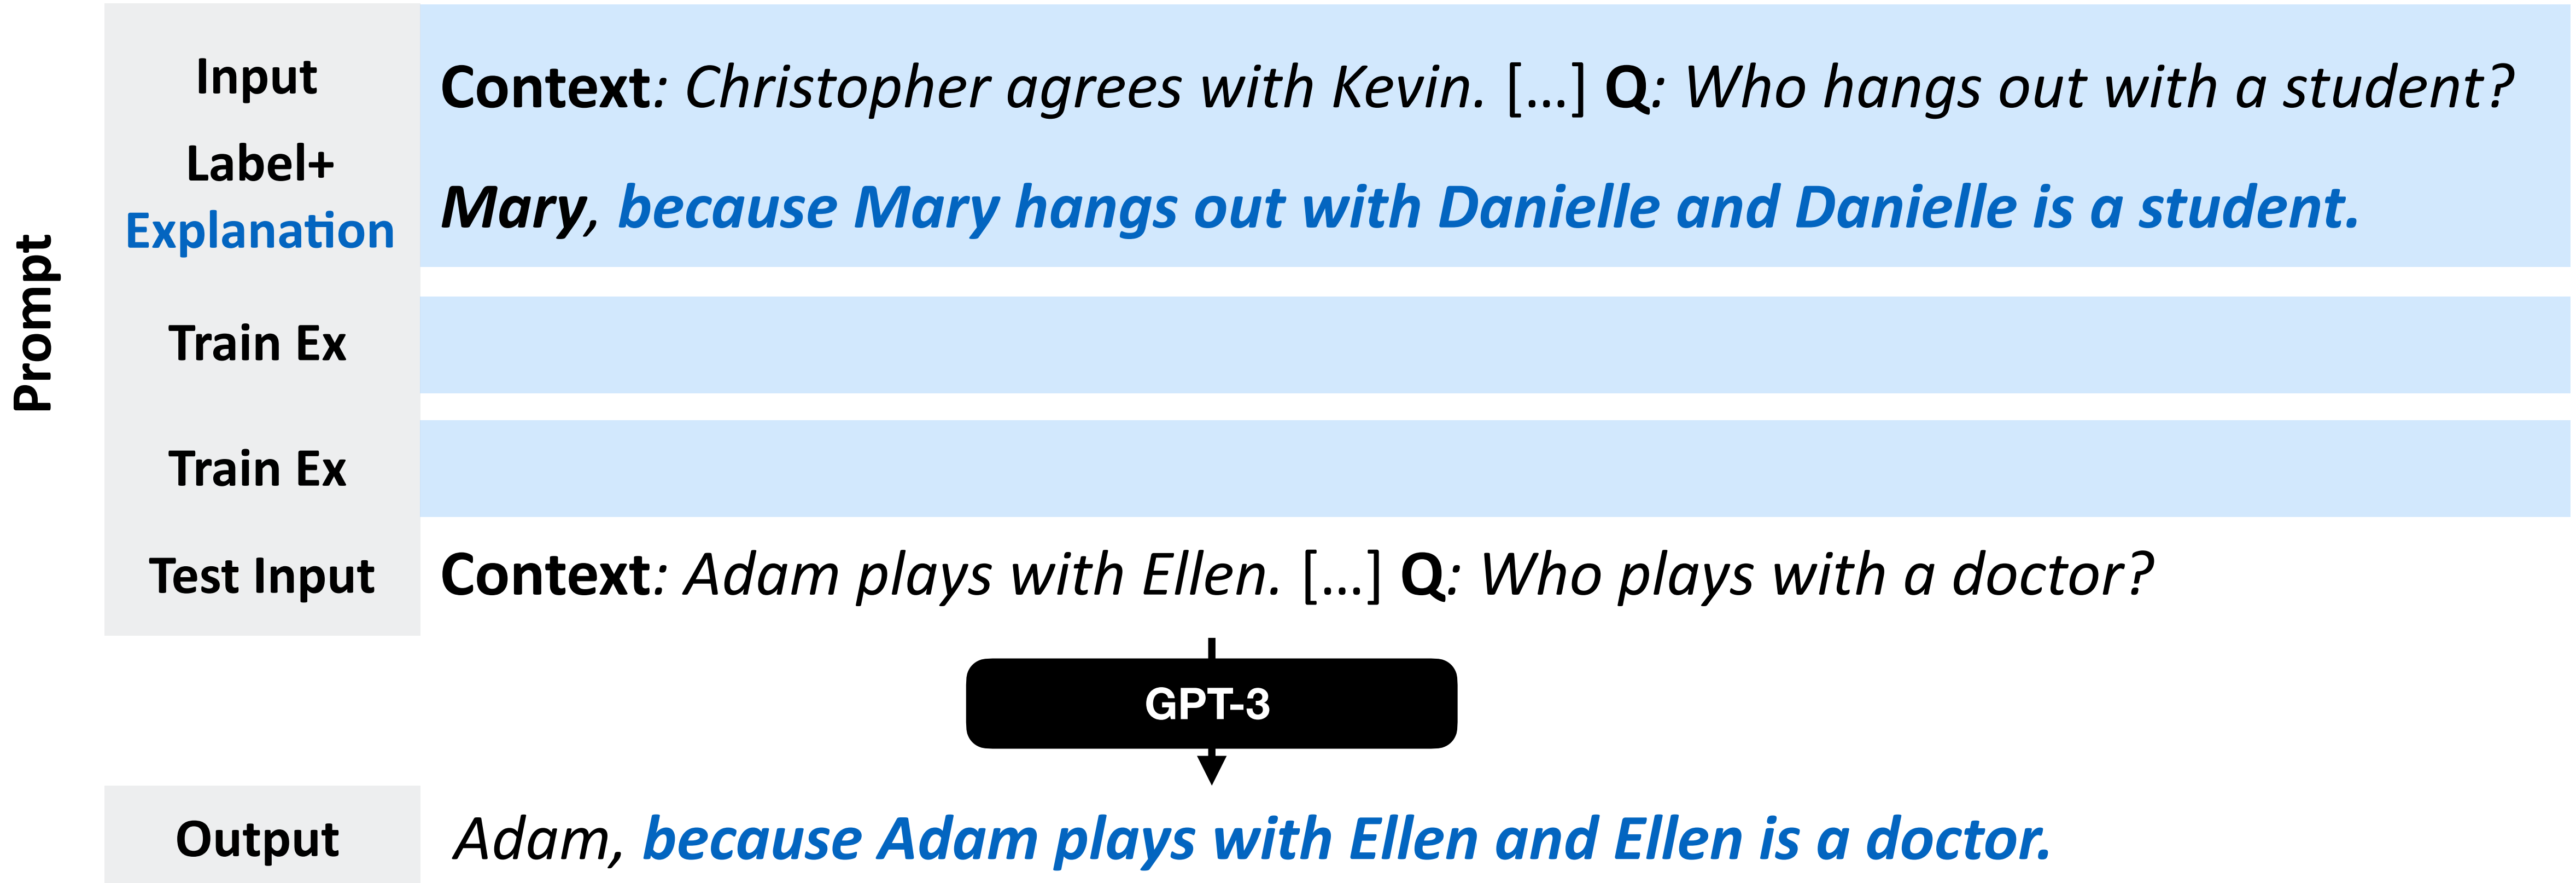 Prompt
Input
Context: Christopher agrees with Kevin. [...] Q: Who hangs out with a student?
Label+
Explanation
Mary, because Mary hangs out with Danielle and Danielle is a student.
Train Ex
Train Ex
Test Input
Context: Adam plays with Ellen. [...] Q: Who plays with a doctor?
GPT-3
Output
Adam, because Adam plays with Ellen and Ellen is a doctor.